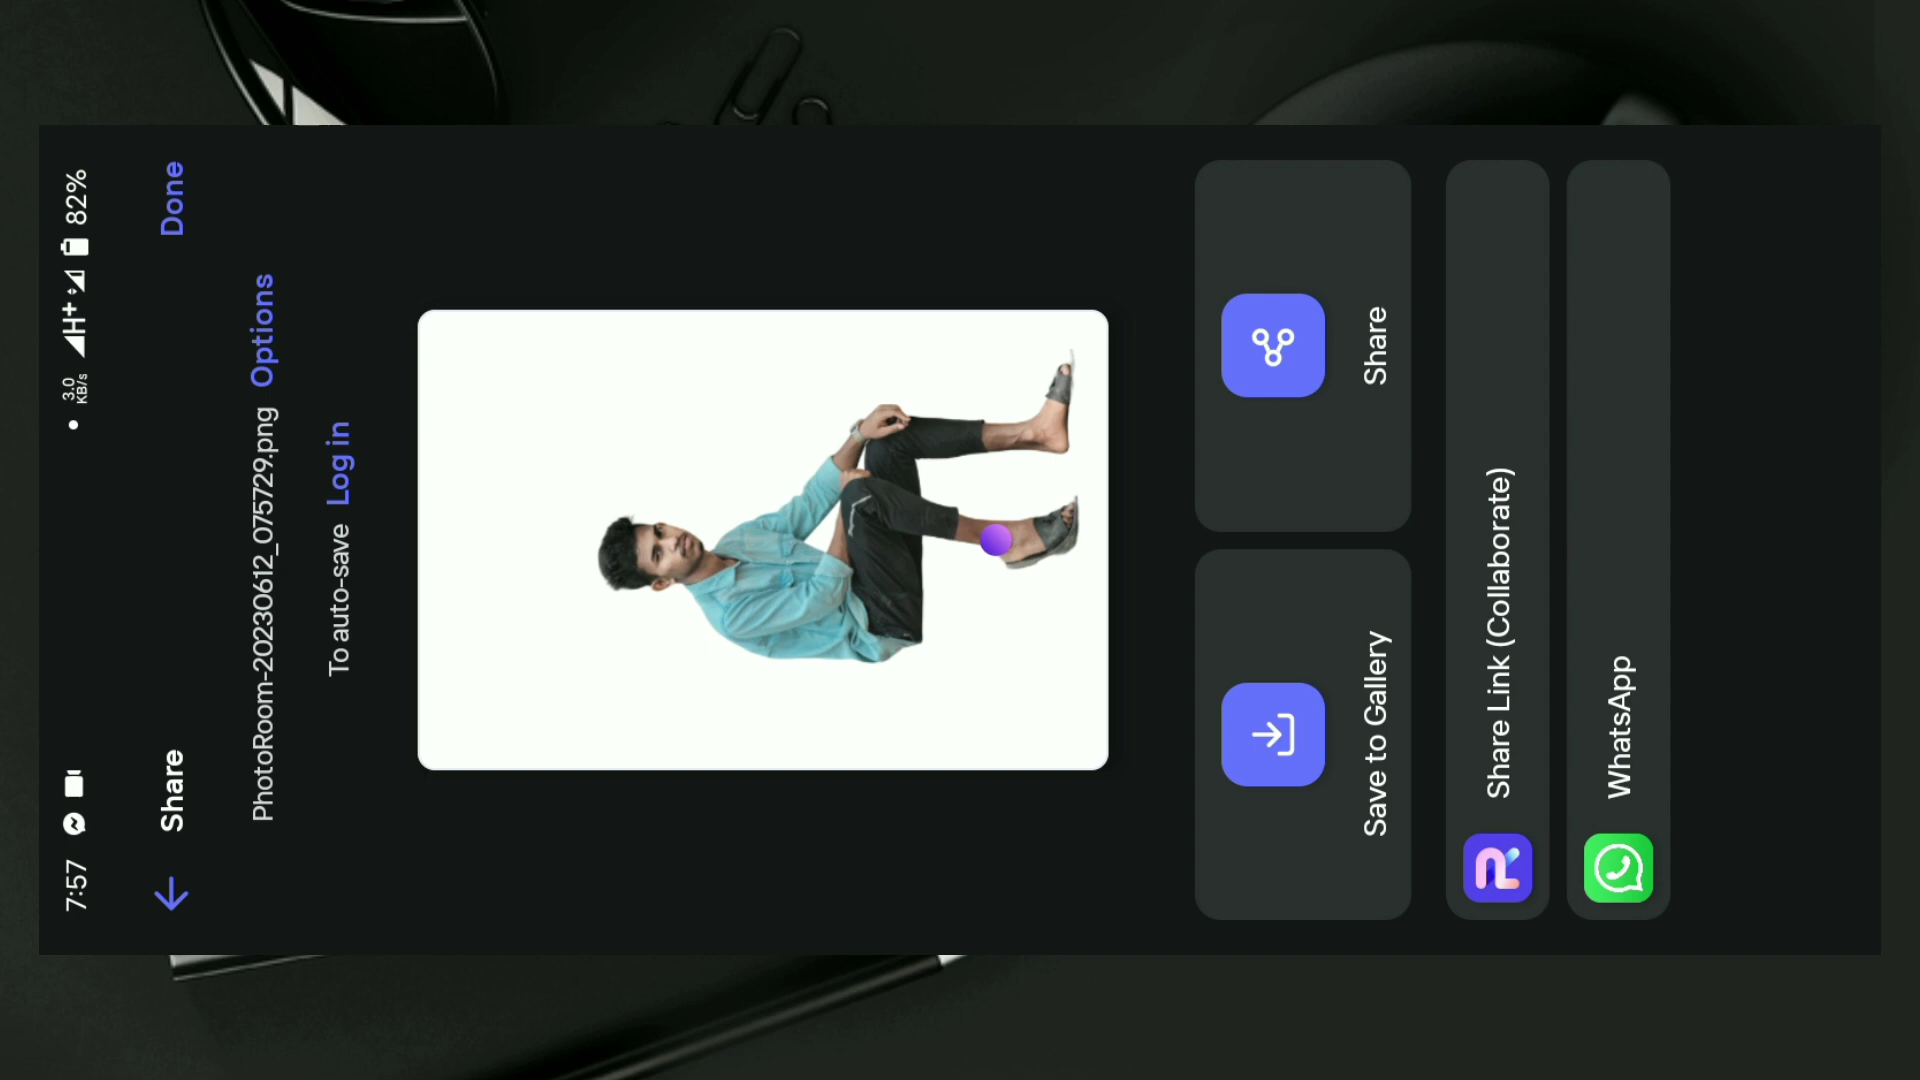 7:57 3.0 KB/s H+ 82%
Share Done
PhotoRoom-20230612_075729.png Options
To auto-save Log in
Save to Gallery
Share
Share Link (Collaborate)
WhatsApp